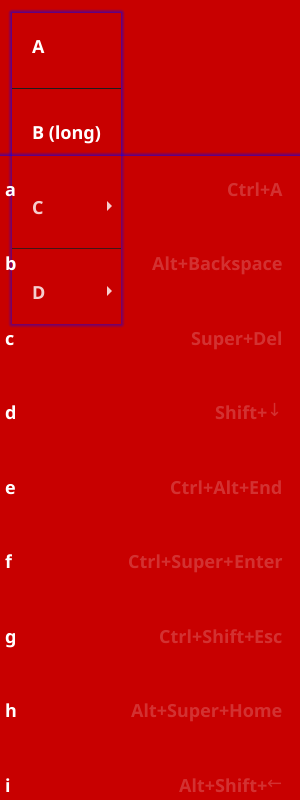 A
B (long)
a Ctrl+A
C
b Alt+Backspace
D
c Super+Del
d Shift+↓
e Ctrl+Alt+End
f Ctrl+Super+Enter
g Ctrl+Shift+Esc
h Alt+Super+Home
i Alt+Shift+←